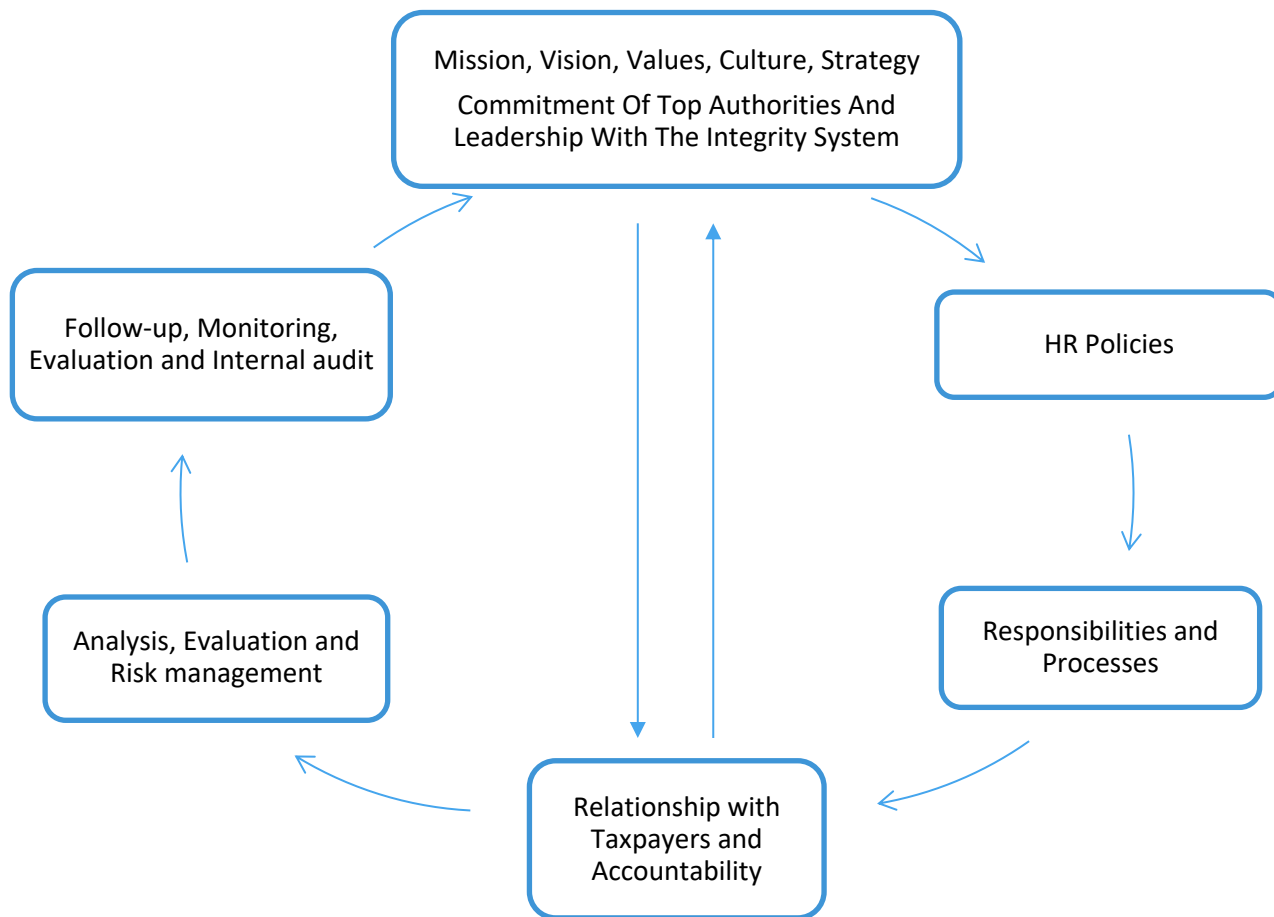 Mission, Vision, Values, Culture, Strategy
Commitment Of Top Authorities And
Leadership With The Integrity System
HR Policies
Responsibilities and
Processes
Relationship with
Taxpayers and
Accountability
Analysis, Evaluation and
Risk management
Follow-up, Monitoring,
Evaluation and Internal audit